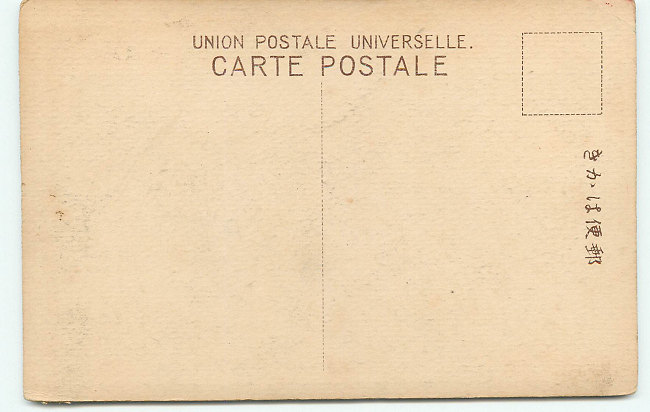 UNION POSTALE UNIVERSELLE.
CARTE POSTALE
きかは便郵